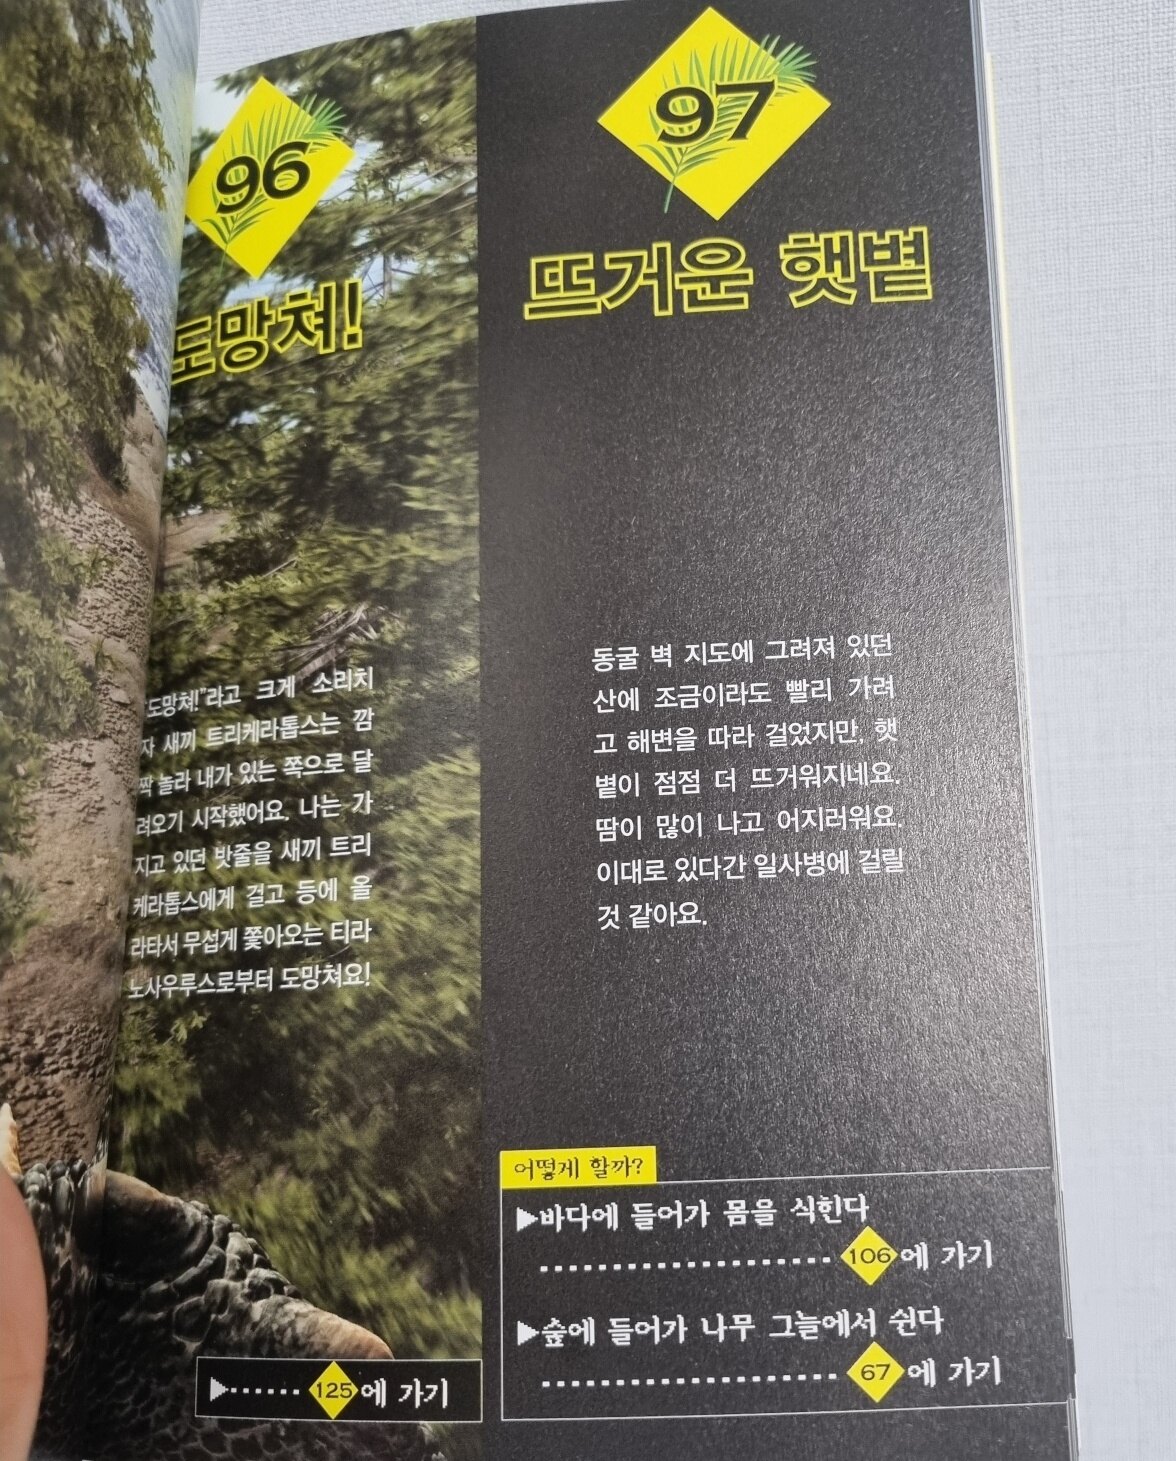 96
도망쳐!
"도망쳐!"라고 크게 소리치
자 새끼 트리케라톱스는 깜
짝 놀라 내가 있는 쪽으로 달
려오기 시작했어요. 나는 가
지고 있던 밧줄을 새끼 트리
케라톱스에게 걸고 등에 올
라타서 무섭게 쫓아오는 티라
노사우루스로부터 도망쳐요!
▶······ 125에 가기
97
뜨거운 햇볕
동굴 벽 지도에 그려져 있던
산에 조금이라도 빨리 가려
고 해변을 따라 걸었지만, 햇
볕이 점점 더 뜨거워지네요.
땀이 많이 나고 어지러워요.
이대로 있다간 일사병에 걸릴
것 같아요.
어떻게 할까?
▶바다에 들어가 몸을 식힌다
····················· 106에 가기
▶숲에 들어가 나무 그늘에서 쉰다
····················· 67에 가기